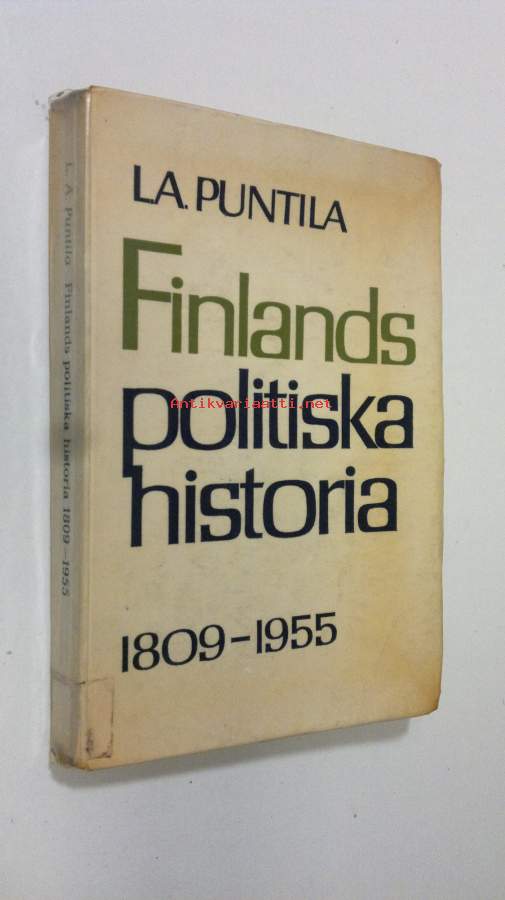 L.A. PUNTILA
Finlands
politiska
Antikvariaatti.net
historia
1809-1955
L. A. Puntila Finlands politiska historia 1809-1955